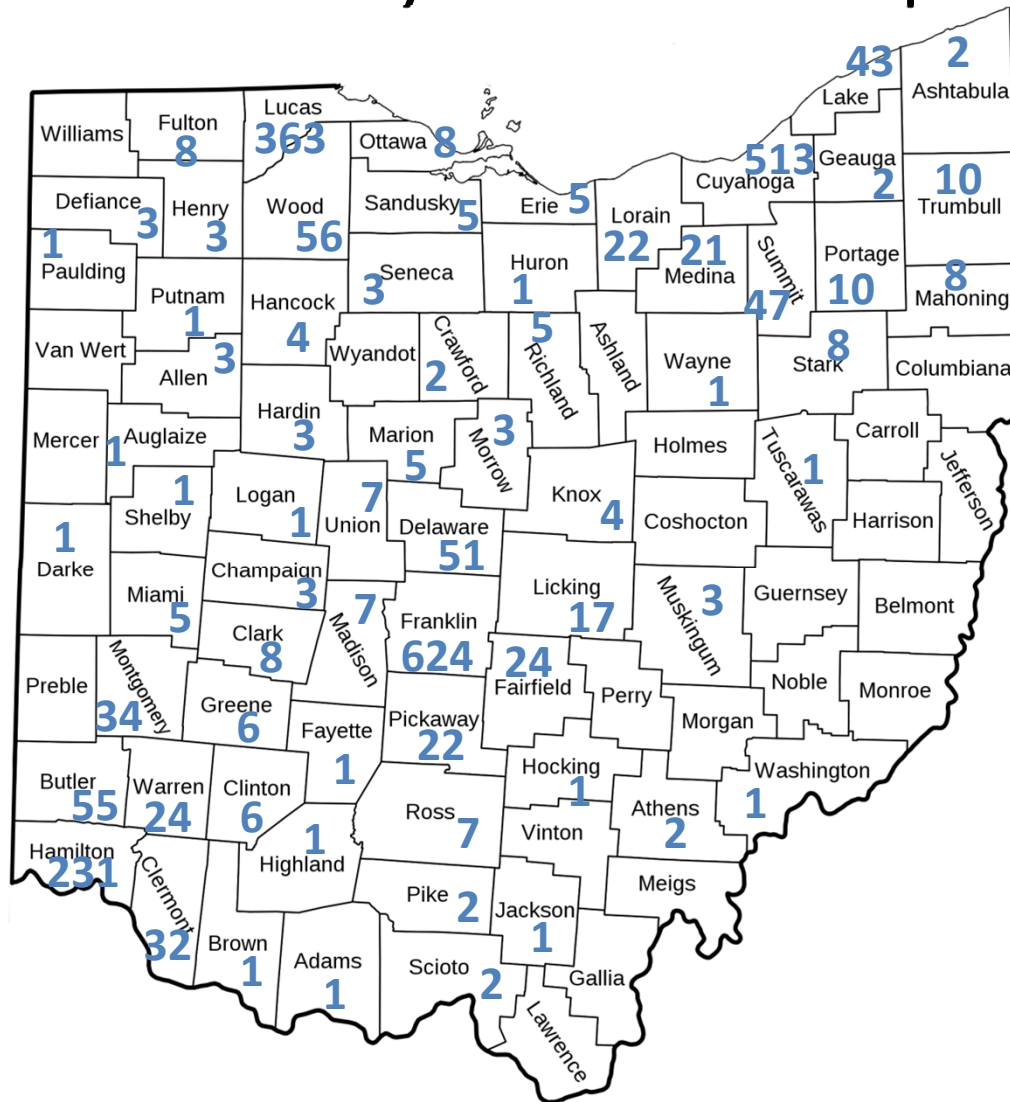 43
2
Lake
Ashtabula
Lucas
363
Williams
Fulton
8
Ottawa
8
513
Cuyahoga
Geauga
2
10
Trumbull
Defiance
3
Henry
3
Wood
56
Sandusky
5
Erie
5
Lorain
22
21
Medina
Summit
47
Portage
10
8
Mahoning
1
Paulding
Putnam
1
Hancock
4
Seneca
3
Huron
1
Van Wert
Allen
3
Wyandot
Crawford
2
5
Richland
Ashland
Wayne
1
8
Stark
Columbiana
Mercer
Auglaize
1
Hardin
3
Marion
5
3
Morrow
Holmes
Tuscarawas
1
Carroll
Jefferson
1
Shelby
Logan
1
7
Union
Delaware
51
Knox
4
Coshocton
Harrison
1
Darke
Miami
5
Champaign
3
Clark
8
7
Madison
Franklin
624
Licking
17
Muskingum
3
Guernsey
Belmont
Preble
Montgomery
34
Greene
6
Fayette
1
Pickaway
22
24
Fairfield
Perry
Morgan
Noble
Monroe
Butler
55
Warren
24
Clinton
6
Ross
7
Hocking
1
Vinton
Athens
2
Washington
1
Hamilton
231
Clermont
32
1
Highland
Pike
2
Jackson
1
Meigs
Brown
1
Adams
1
Scioto
2
Gallia
Lawrence